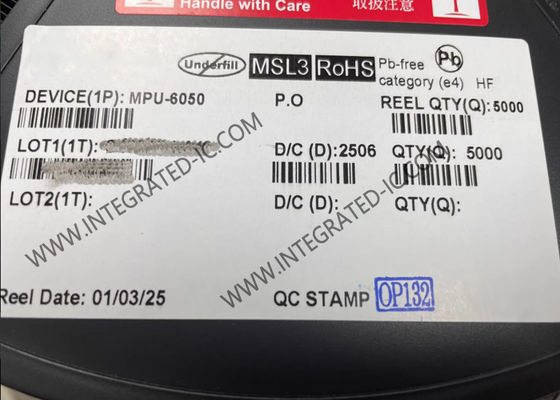 Handle with Care 取扱注意
Underfill MSL3 RoHS Pb-free category (e4) HF Pb
DEVICE(1P): MPU-6050 P.O REEL QTY(Q): 5000
LOT1(1T): D/C (D): 2506 QTY(Q): 5000
LOT2(1T): D/C (D): QTY(Q):
Reel Date: 01/03/25 QC STAMP OP132
WWW.INTEGRATED-IC.COM
WWW.INTEGRATED-IC.COM